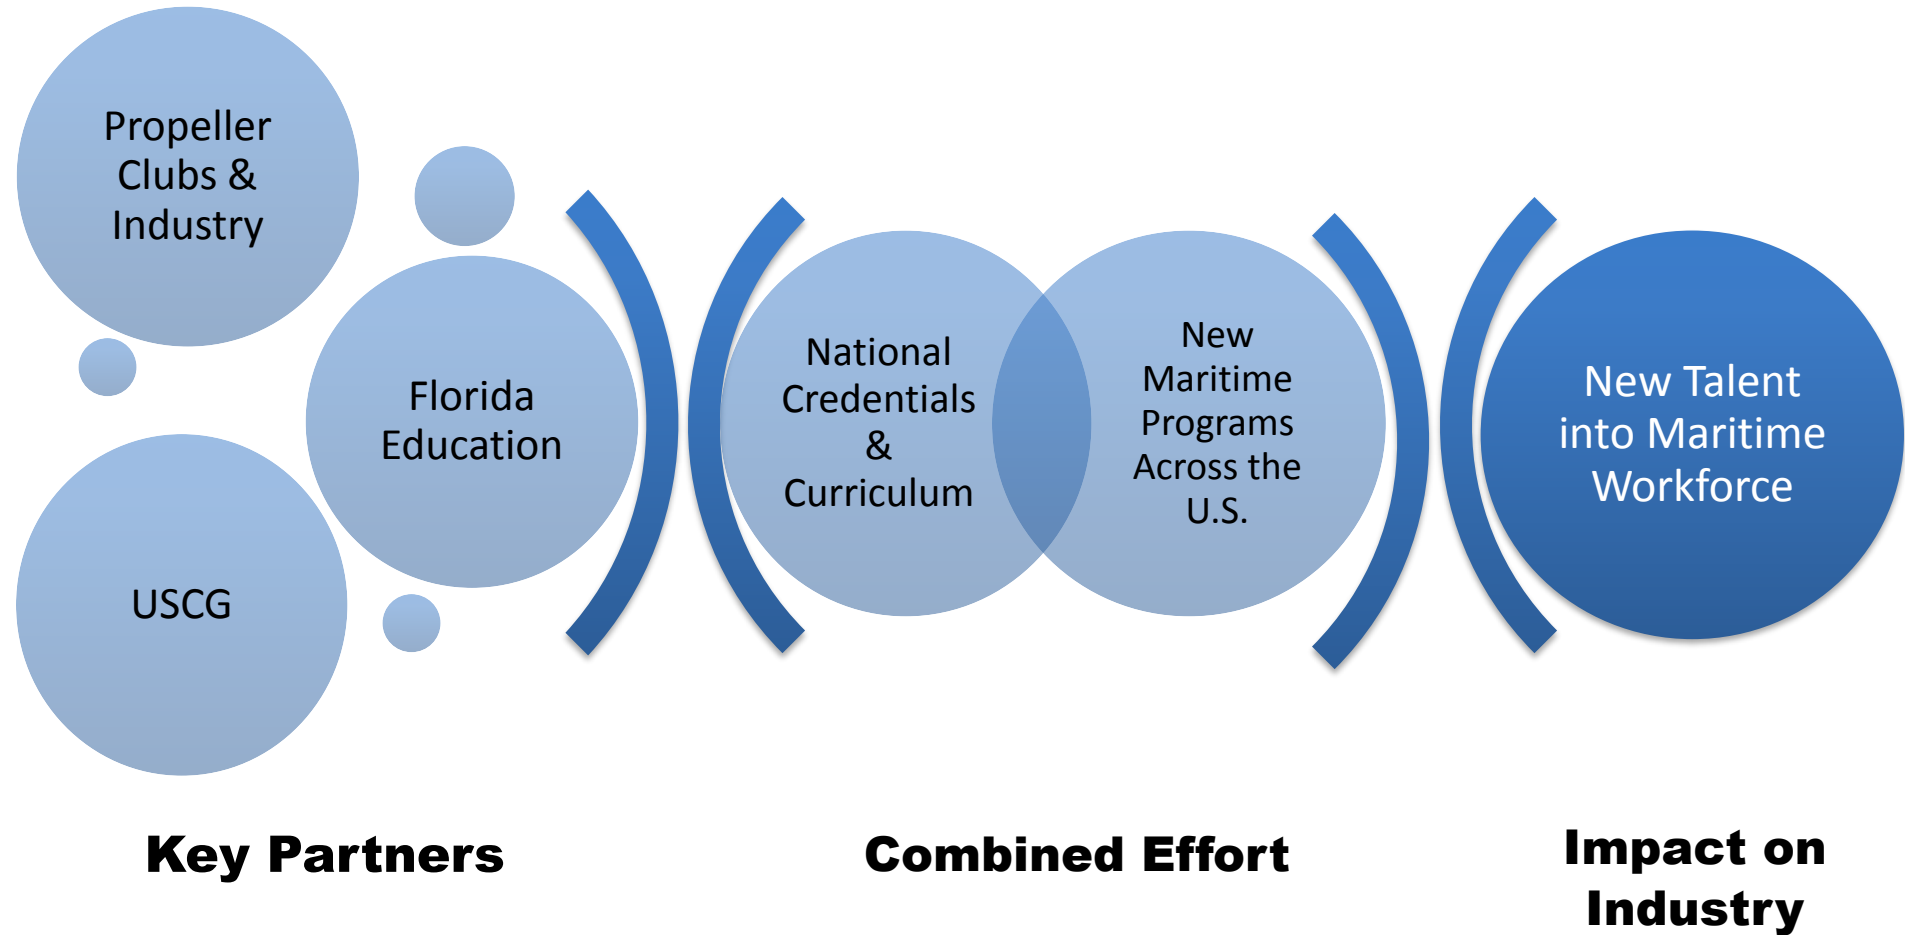 Propeller
Clubs &
Industry
Florida
Education
USCG
National
Credentials
&
Curriculum
New
Maritime
Programs
Across the
U.S.
New Talent
into Maritime
Workforce
Key Partners
Combined Effort
Impact on
Industry